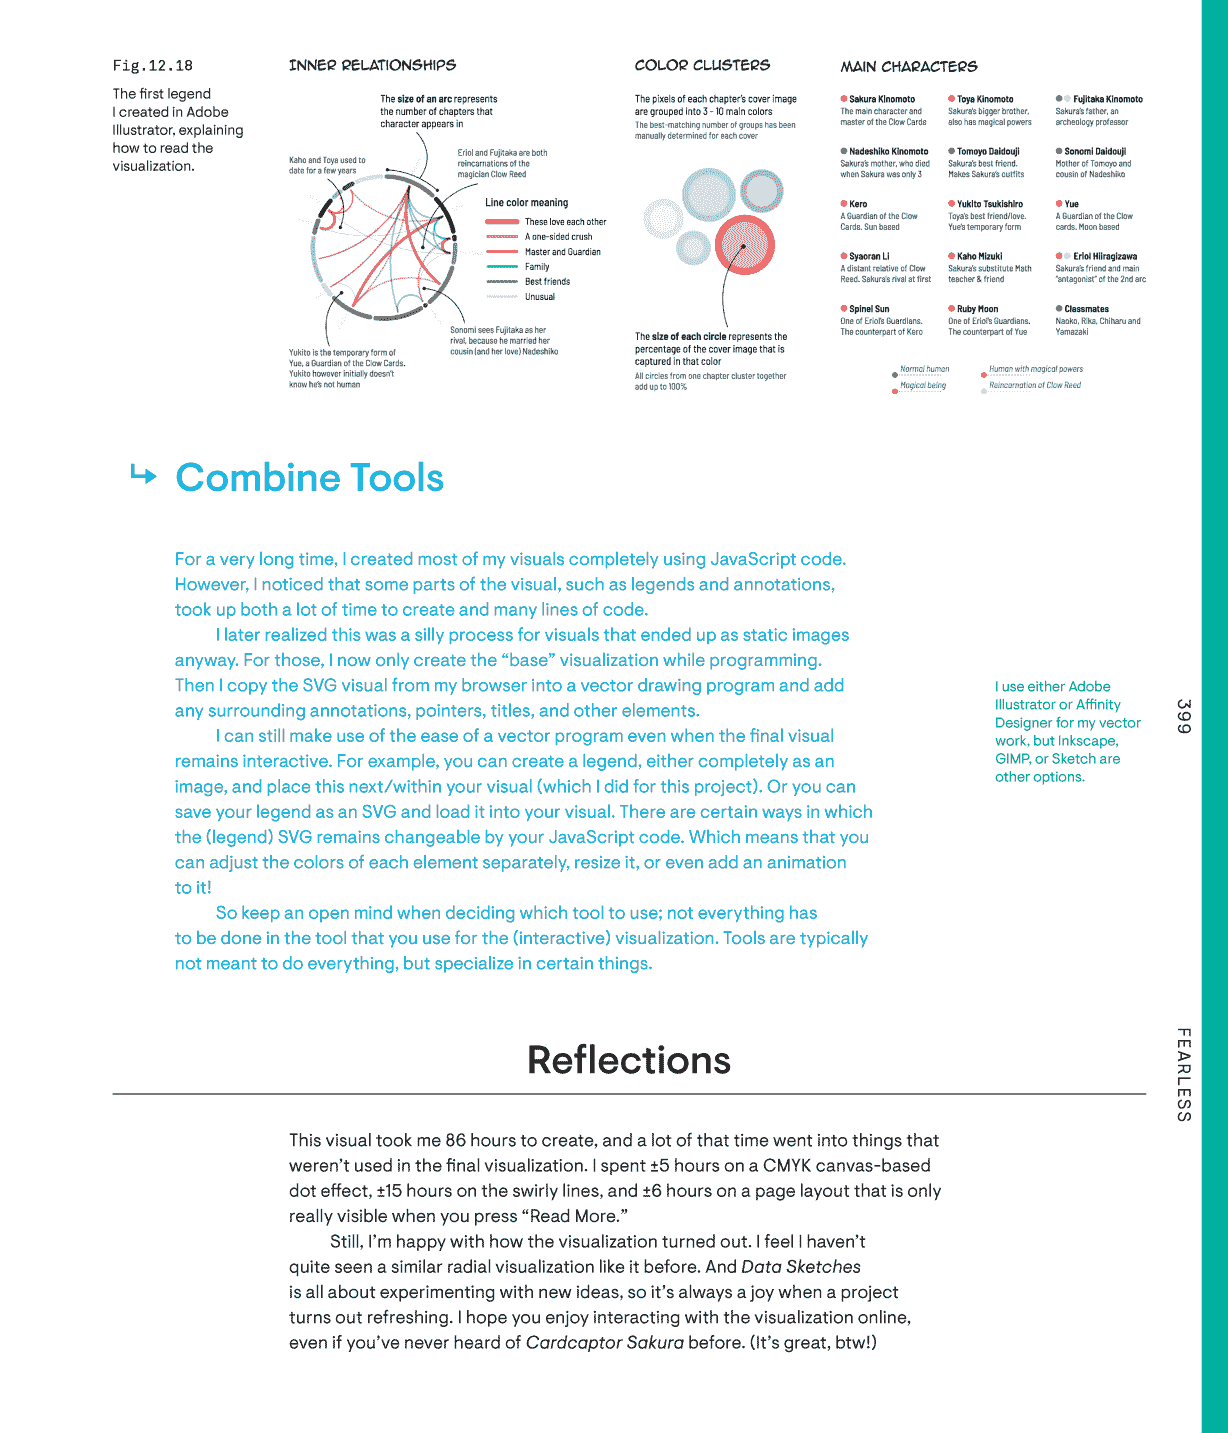 Fig.12.18
The first legend
I created in Adobe
Illustrator, explaining
how to read the
visualization.
INNER RELATIONSHIPS
The size of an arc represents
the number of chapters that
character appears in
Kaho and Toya used to
date for a few years
Eriol and Fujitaka are both
reincarnations of the
magician Clow Reed
Line color meaning
These love each other
A one-sided crush
Master and Guardian
Family
Best friends
Unusual
Sonomi sees Fujitaka as her
rival, because he married her
cousin (and her love) Nadeshiko
Yukito is the temporary form of
Yue, a Guardian of the Clow Cards.
Yukito however initially doesn't
know he's not human
COLOR CLUSTERS
The pixels of each chapter's cover image
are grouped into 3 - 10 main colors
The best-matching number of groups has been
manually determined for each cover
The size of each circle represents the
percentage of the cover image that is
captured in that color
All circles from one chapter cluster together
add up to 100%
MAIN CHARACTERS
Sakura Kinomoto
The main character and
master of the Clow Cards
Toya Kinomoto
Sakura's bigger brother,
also has magical powers
Fujitaka Kinomoto
Sakura's father, an
archeology professor
Nadeshiko Kinomoto
Sakura's mother, who died
when Sakura was only 3
Tomoyo Daidouji
Sakura's best friend.
Makes Sakura's outfits
Sonomi Daidouji
Mother of Tomoyo and
cousin of Nadeshiko
Kero
A Guardian of the Clow
Cards. Sun based
Yukito Tsukishiro
Toya's best friend/love.
Yue's temporary form
Yue
A Guardian of the Clow
cards. Moon based
Syaoran Li
A distant relative of Clow
Reed. Sakura's rival at first
Kaho Mizuki
Sakura's substitute Math
teacher & friend
Eriol Hiiragizawa
Sakura's friend and main
"antagonist" of the 2nd arc
Spinel Sun
One of Eriol's Guardians.
The counterpart of Kero
Ruby Moon
One of Eriol's Guardians.
The counterpart of Yue
Classmates
Naoko, Rika, Chiharu and
Yamazaki
Normal human
Human with magical powers
Magical being
Reincarnation of Clow Reed
Combine Tools
For a very long time, I created most of my visuals completely using JavaScript code.
However, I noticed that some parts of the visual, such as legends and annotations,
took up both a lot of time to create and many lines of code.
I later realized this was a silly process for visuals that ended up as static images
anyway. For those, I now only create the “base” visualization while programming.
Then I copy the SVG visual from my browser into a vector drawing program and add
any surrounding annotations, pointers, titles, and other elements.
I can still make use of the ease of a vector program even when the final visual
remains interactive. For example, you can create a legend, either completely as an
image, and place this next/within your visual (which I did for this project). Or you can
save your legend as an SVG and load it into your visual. There are certain ways in which
the (legend) SVG remains changeable by your JavaScript code. Which means that you
can adjust the colors of each element separately, resize it, or even add an animation
to it!
So keep an open mind when deciding which tool to use; not everything has
to be done in the tool that you use for the (interactive) visualization. Tools are typically
not meant to do everything, but specialize in certain things.
I use either Adobe
Illustrator or Affinity
Designer for my vector
work, but Inkscape,
GIMP, or Sketch are
other options.
399
FEARLESS
Reflections
This visual took me 86 hours to create, and a lot of that time went into things that
weren’t used in the final visualization. I spent ±5 hours on a CMYK canvas-based
dot effect, ±15 hours on the swirly lines, and ±6 hours on a page layout that is only
really visible when you press “Read More.”
Still, I’m happy with how the visualization turned out. I feel I haven’t
quite seen a similar radial visualization like it before. And Data Sketches
is all about experimenting with new ideas, so it’s always a joy when a project
turns out refreshing. I hope you enjoy interacting with the visualization online,
even if you’ve never heard of Cardcaptor Sakura before. (It’s great, btw!)